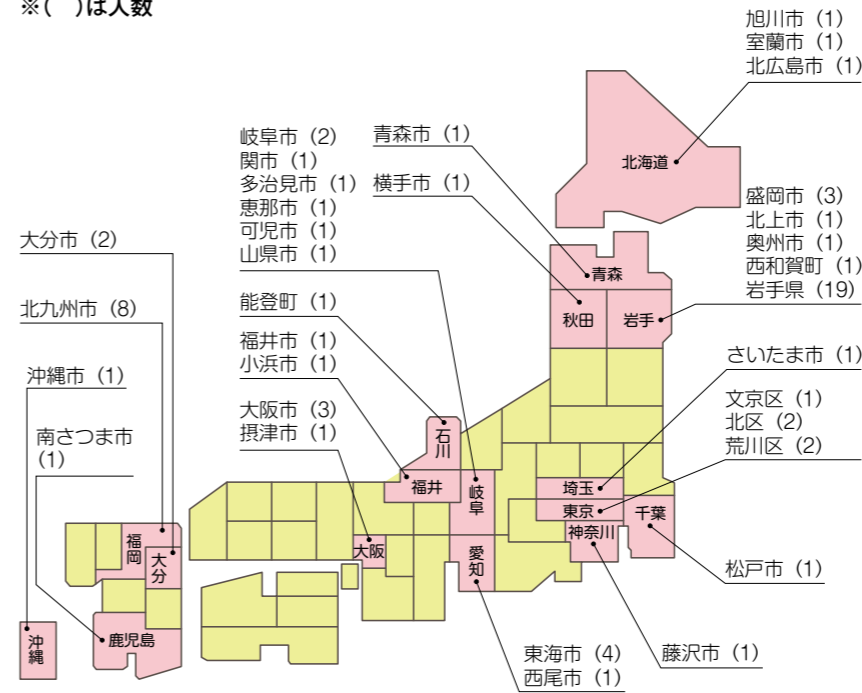 ※(　)は人数
旭川市（1）
室蘭市（1）
北広島市（1）
岐阜市（2）
関市（1）
多治見市（1）
恵那市（1）
可児市（1）
山県市（1）
青森市（1）
横手市（1）
北海道
盛岡市（3）
北上市（1）
奥州市（1）
西和賀町（1）
岩手県（19）
大分市（2）
青森
北九州市（8）
能登町（1）
秋田
岩手
福井市（1）
小浜市（1）
さいたま市（1）
沖縄市（1）
文京区（1）
北区（2）
荒川区（2）
大阪市（3）
摂津市（1）
南さつま市
（1）
石川
福井
岐阜
埼玉
東京
千葉
神奈川
福岡
大分
大阪
愛知
松戸市（1）
鹿児島
沖縄
東海市（4）
西尾市（1）
藤沢市（1）